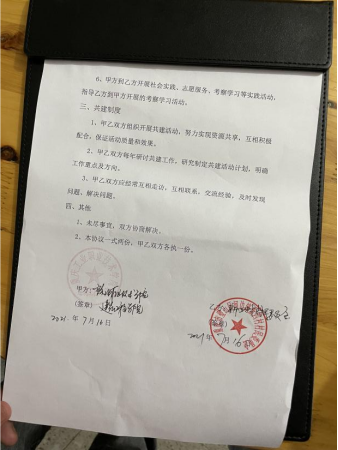 6、甲方到乙方开展社会实践、志愿服务、考察学习等实践活动，
指导乙方到甲方开展的考察学习活动。
三、共建制度
1、甲乙双方组织开展共建活动，努力实现资源共享，互相积极
配合，保证活动质量和效果。
2、甲乙双方每年研讨共建工作，研究制定共建活动计划，明确
工作重点及方向。
3、甲乙双方应经常互相走访，互相联系，交流经验，及时发现
问题、解决问题。
四、其他
1、未尽事宜，双方协商解决。
2、本协议一式两份，甲乙双方各执一份。
甲方：
乙
（签章）
（签章）
2021年7月16日
2021年7月16日